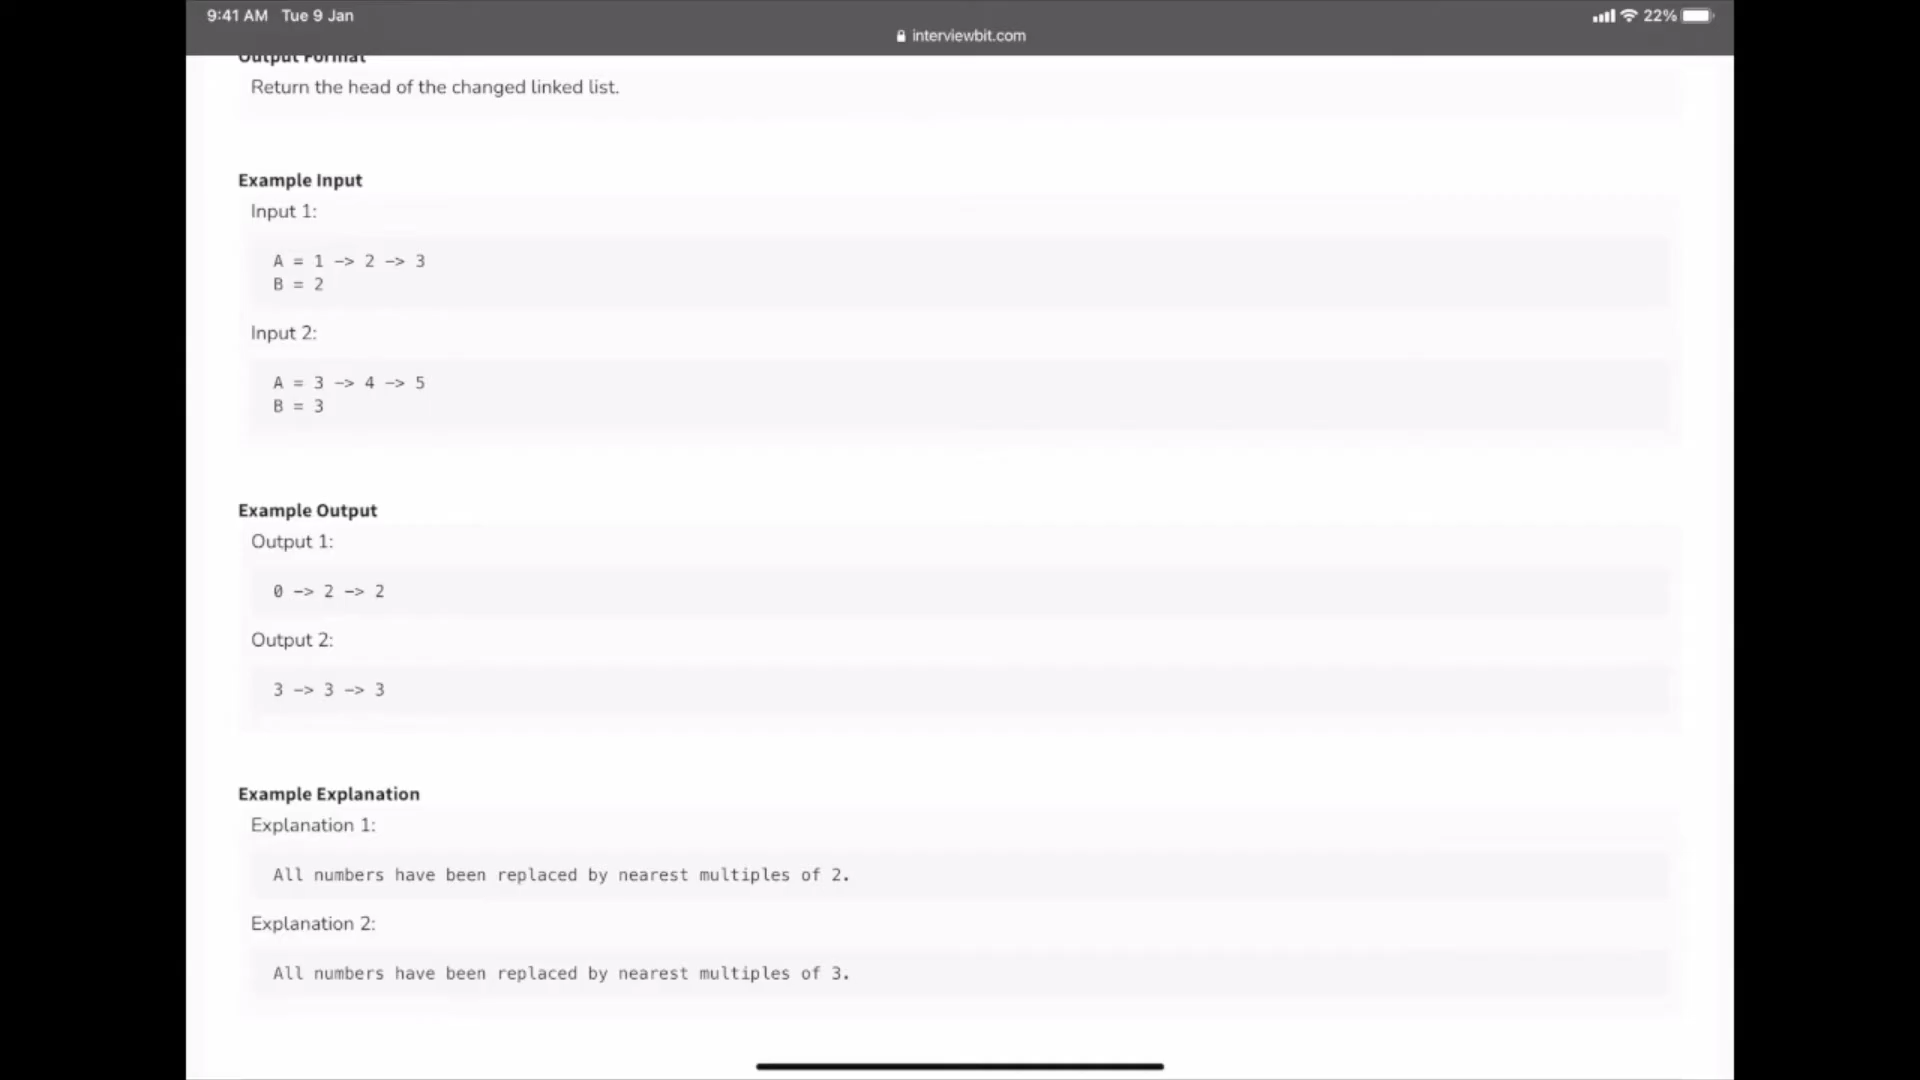 9:41 AM Tue 9 Jan
22%
interviewbit.com
Output Format
Return the head of the changed linked list.
Example Input
Input 1:
A = 1 -> 2 -> 3
B = 2
Input 2:
A = 3 -> 4 -> 5
B = 3
Example Output
Output 1:
0 -> 2 -> 2
Output 2:
3 -> 3 -> 3
Example Explanation
Explanation 1:
All numbers have been replaced by nearest multiples of 2.
Explanation 2:
All numbers have been replaced by nearest multiples of 3.